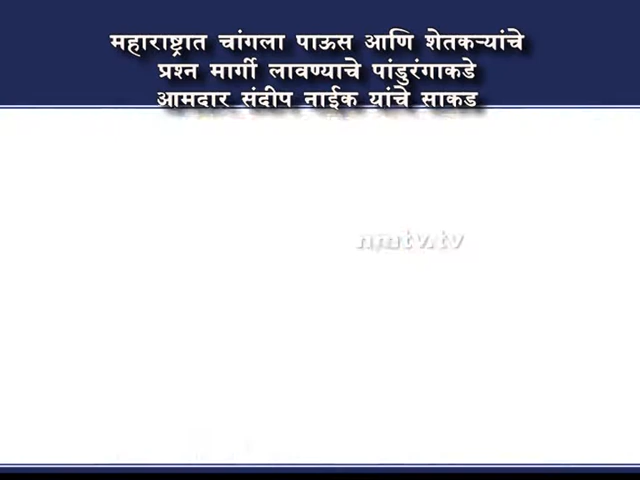 महाराष्ट्रात चांगला पाऊस आणि शेतकऱ्यांचे
प्रश्न मार्गी लावण्याचे पांडुरंगाकडे
आमदार संदीप नाईक यांचे साकड
nmtv.tv